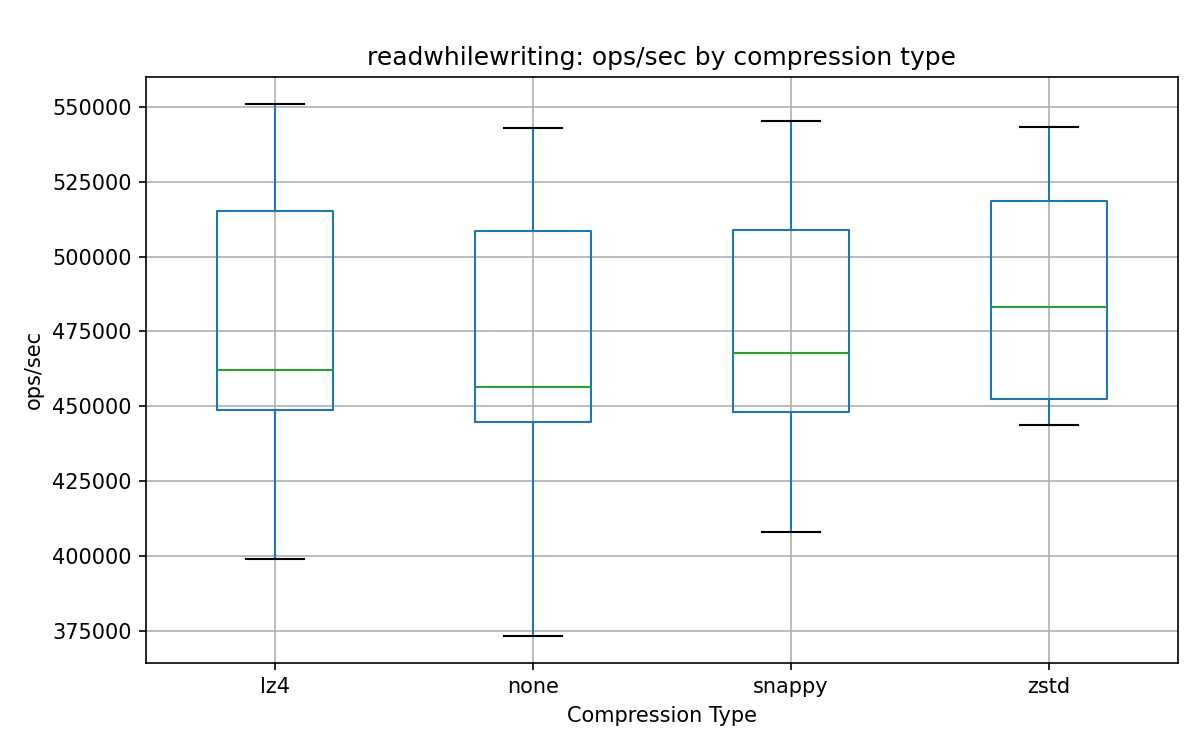 readwhilewriting: ops/sec by compression type
ops/sec
550000
525000
500000
475000
450000
425000
400000
375000
lz4 none snappy zstd
Compression Type